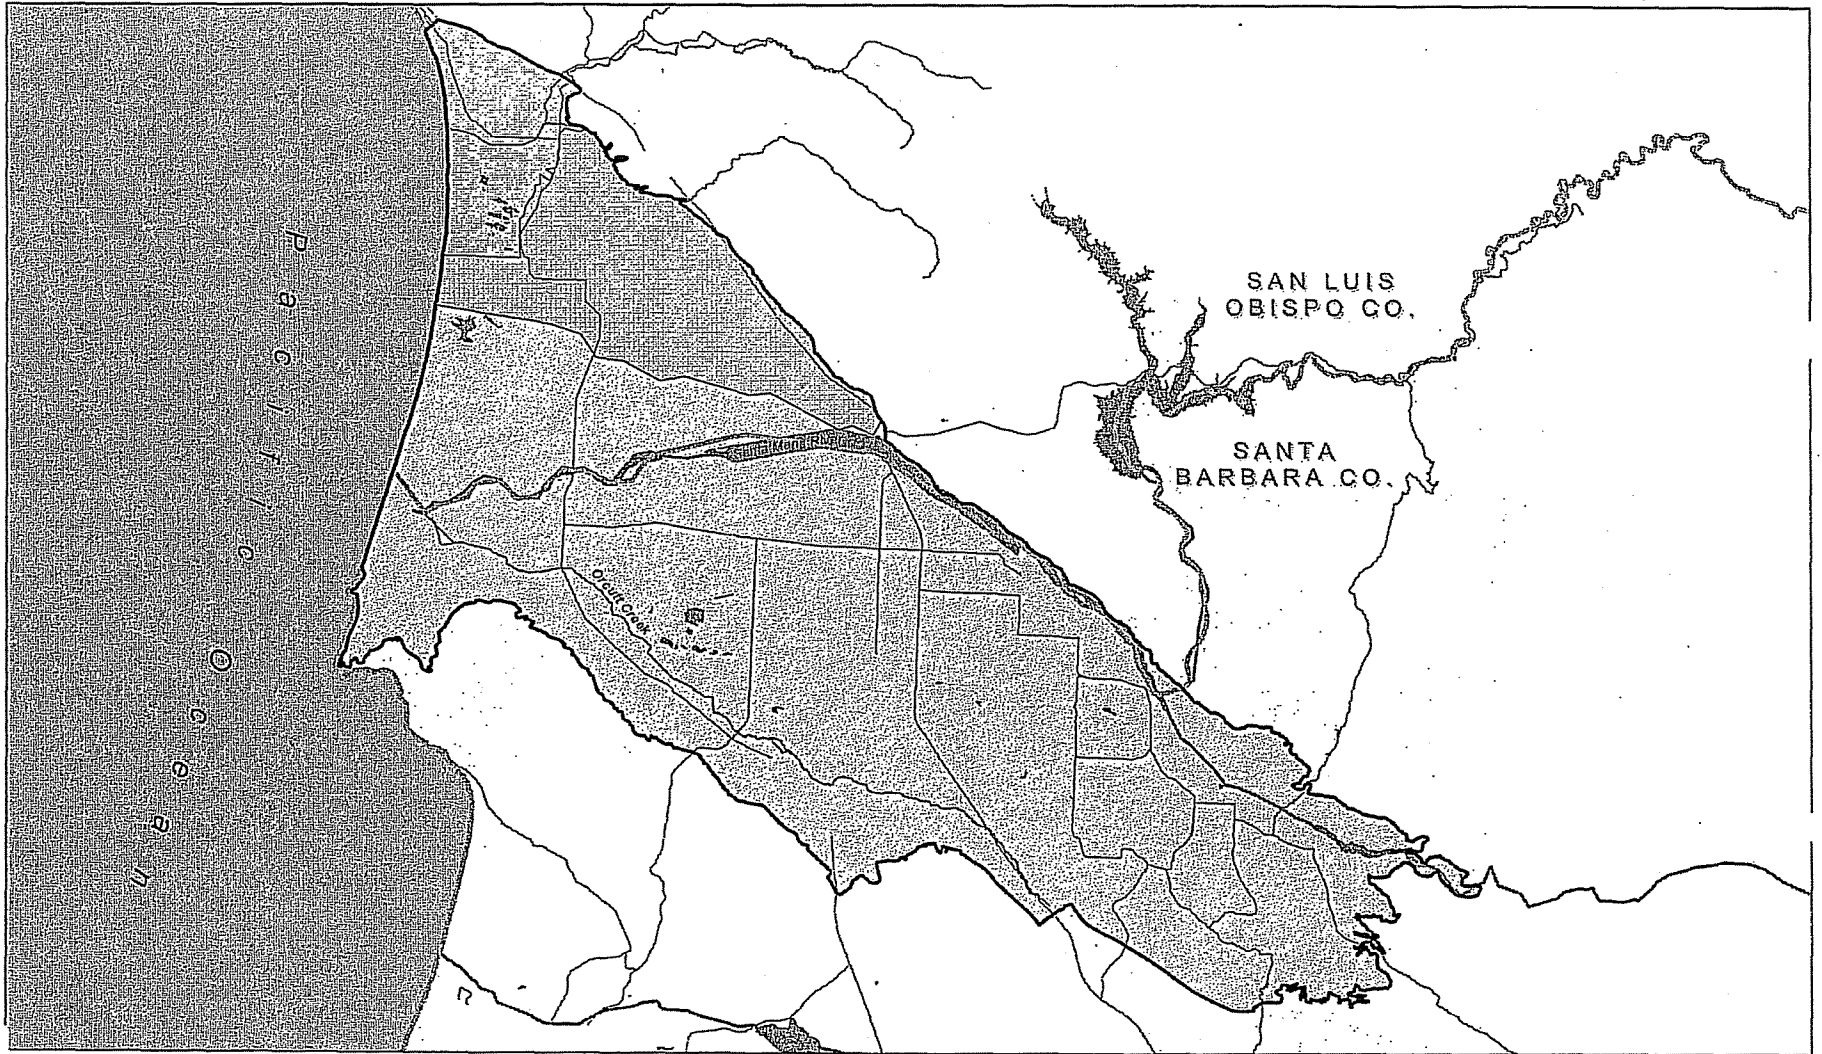 SAN LUIS
OBISPO CO.
SANTA
BARBARA CO.
Pacific Ocean
Orcutt Creek